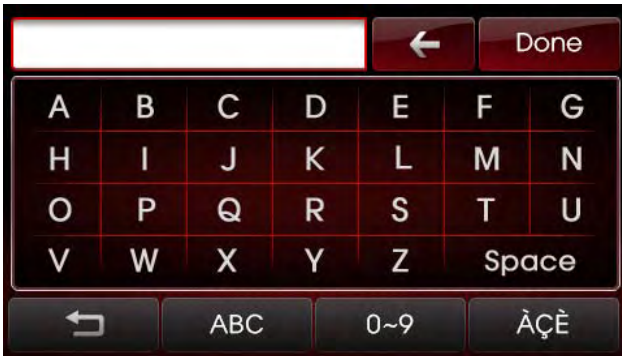 Done
A B C D E F G
H I J K L M N
O P Q R S T U
V W X Y Z Space
ABC 0~9 ÀÇÈ